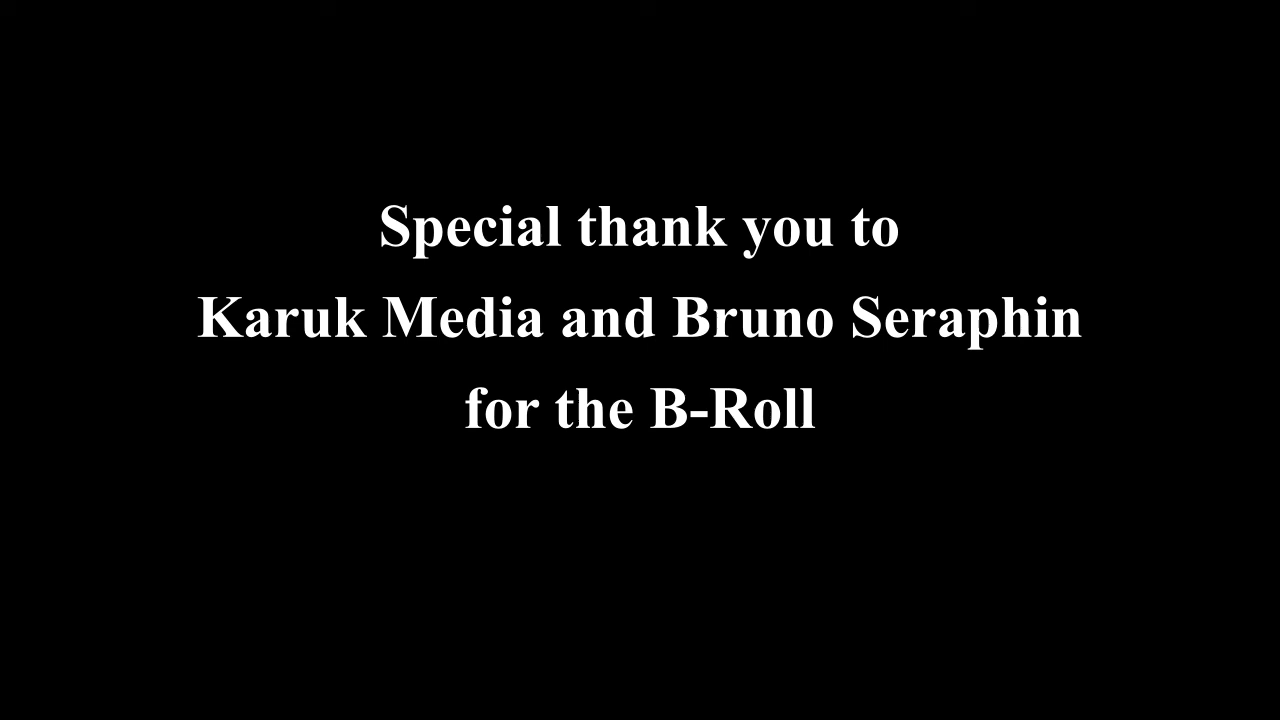 Special thank you to
Karuk Media and Bruno Seraphin
for the B-Roll